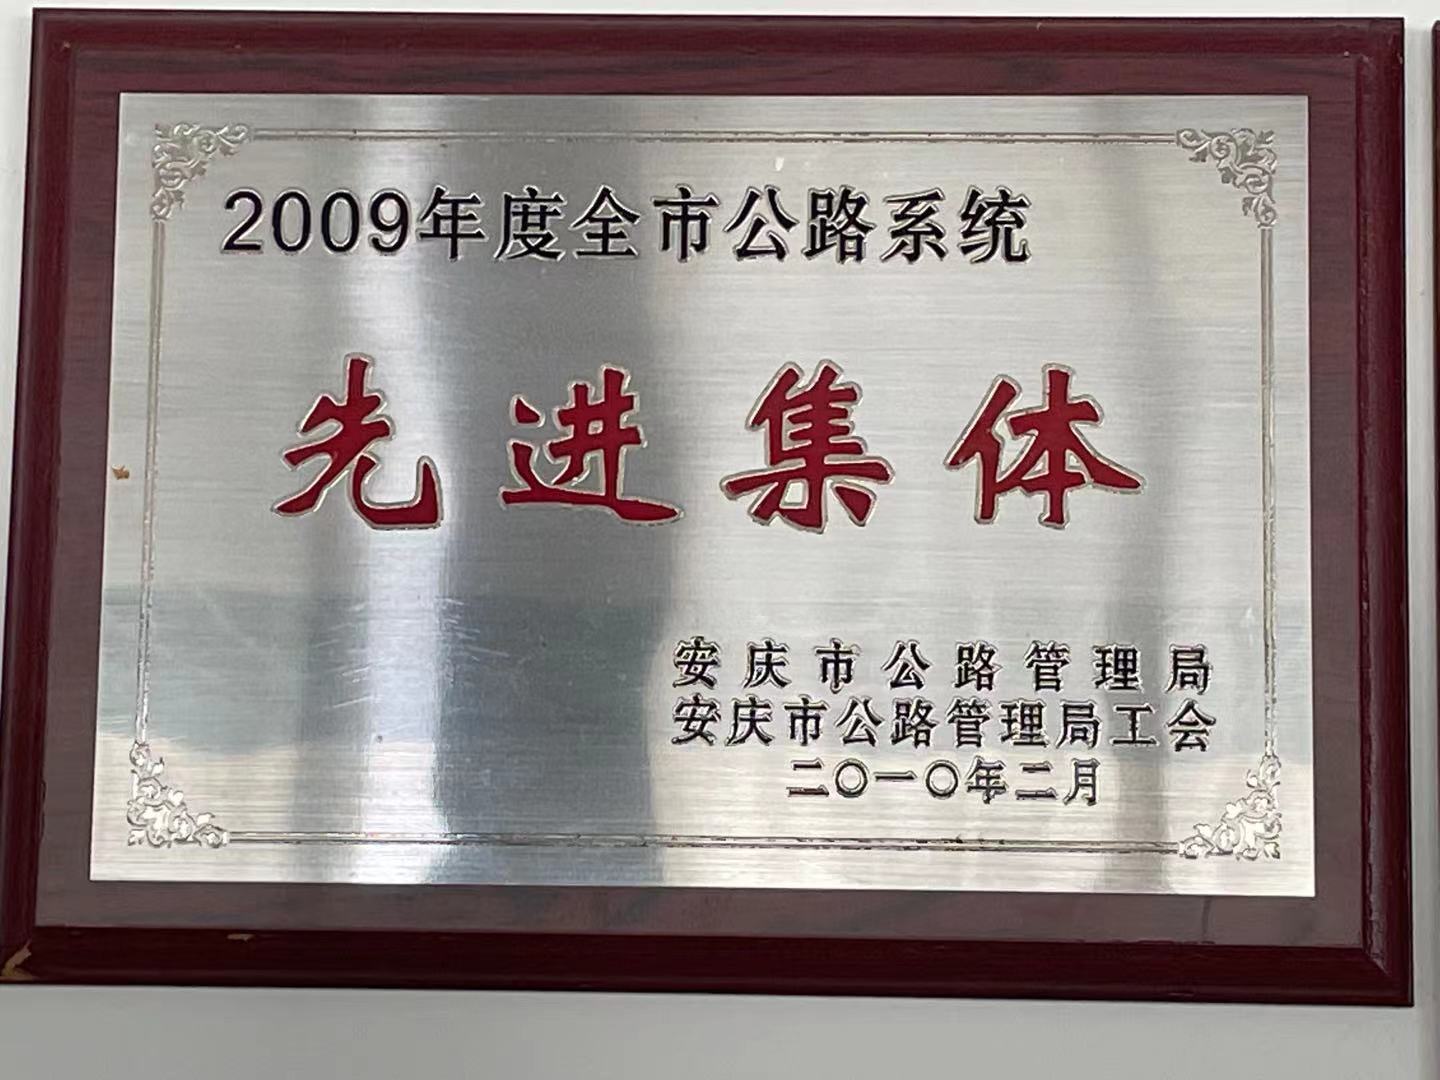 2009年度全市公路系统
先进集体
安庆市公路管理局
安庆市公路管理局工会
二〇一〇年二月